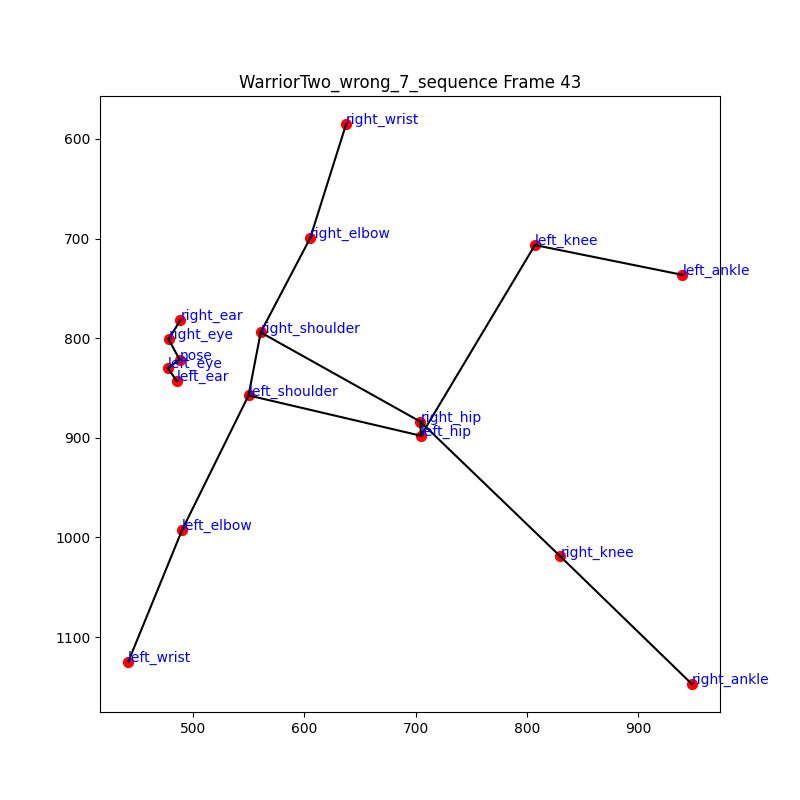 WarriorTwo_wrong_7_sequence Frame 43
right_wrist
right_elbow
left_knee
left_ankle
right_ear
right_eye
right_shoulder
nose
left_eye
left_ear
left_shoulder
right_hip
left_hip
left_elbow
right_knee
left_wrist
right_ankle
600
700
800
900
1000
1100
500
600
700
800
900